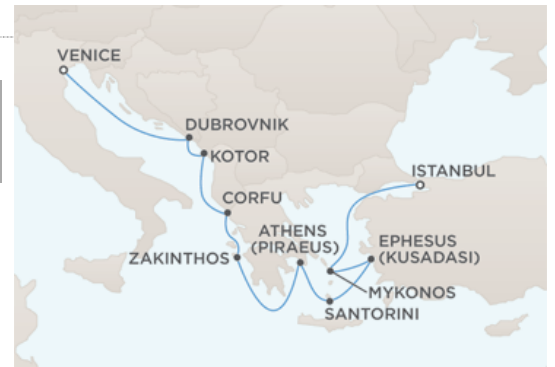 VENICE
DUBROVNIK
KOTOR
ISTANBUL
CORFU
ATHENS
(PIRAEUS)
EPHESUS
(KUSADASI)
ZAKINTHOS
MYKONOS
SANTORINI